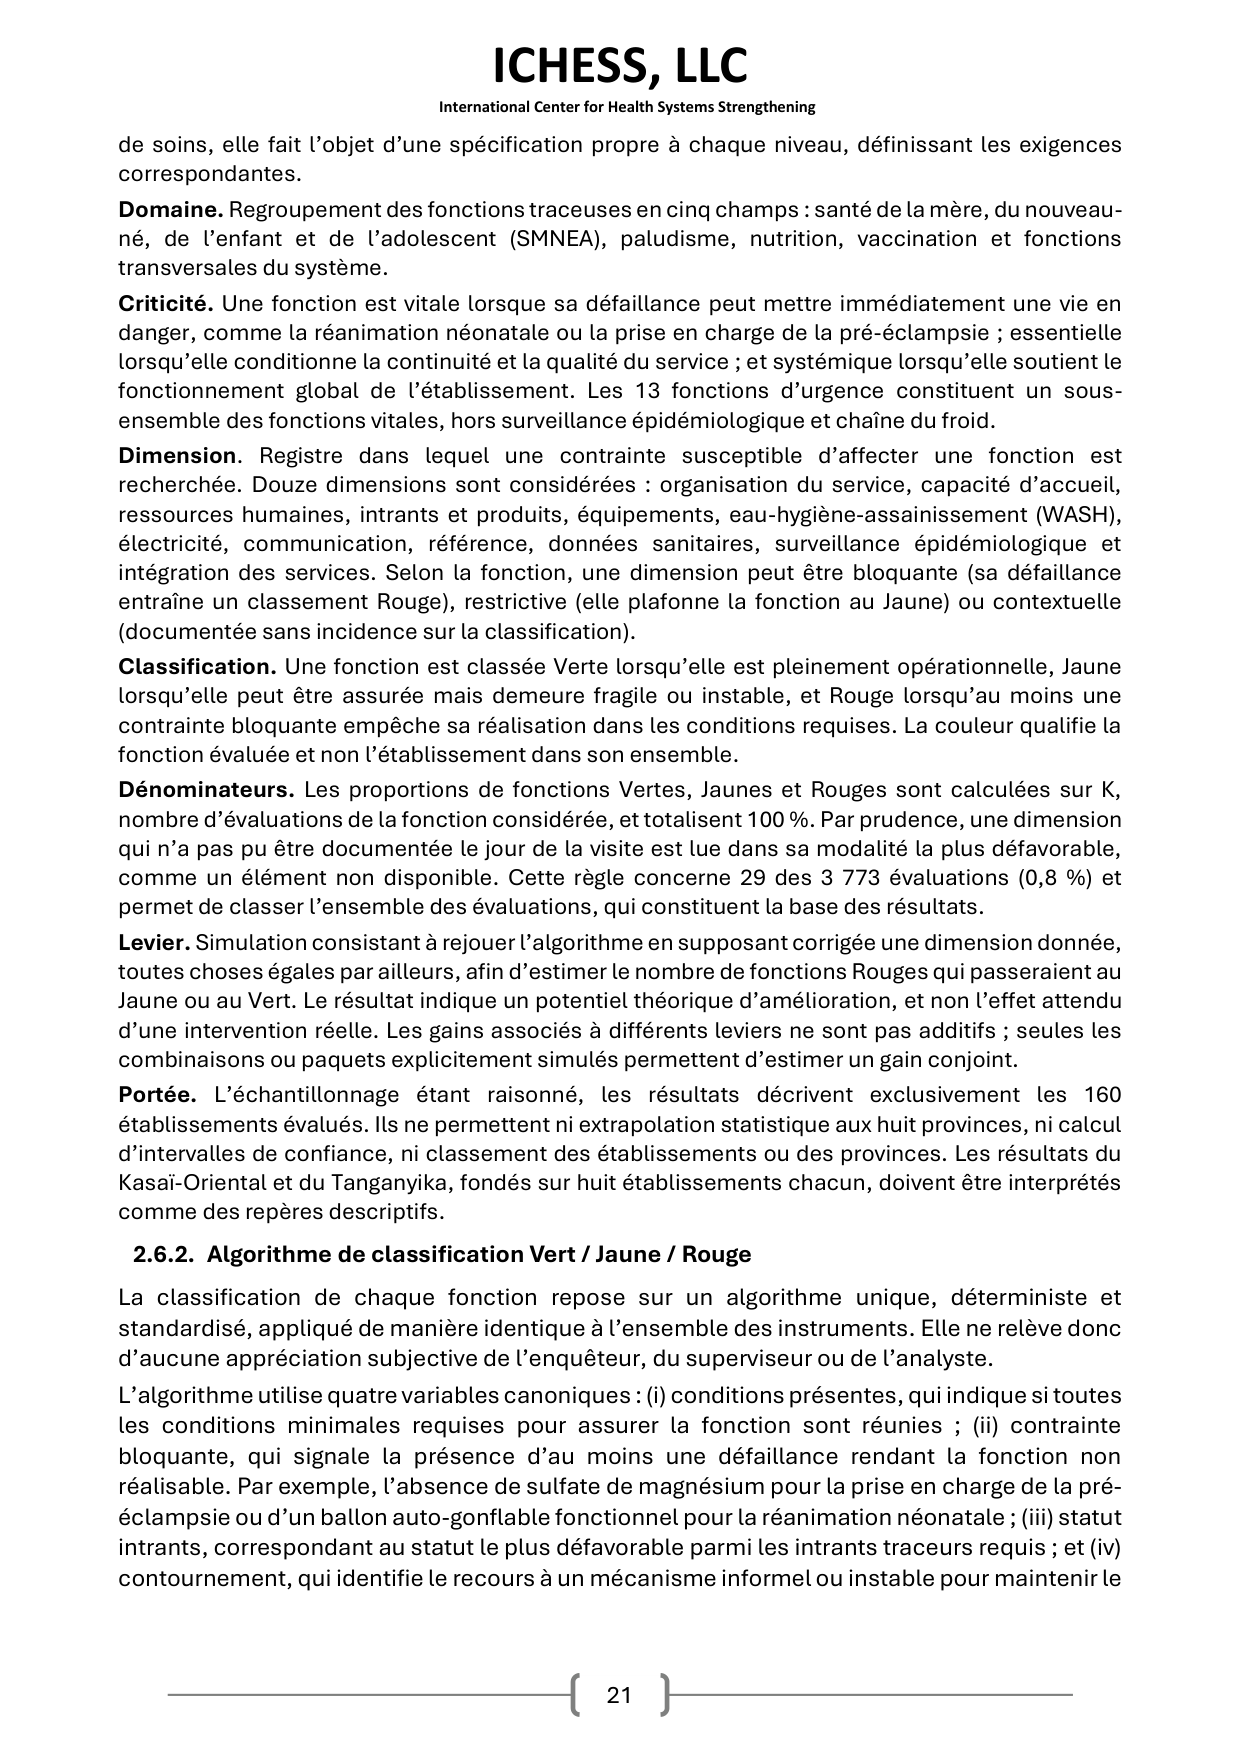 ICHESS, LLC
International Center for Health Systems Strengthening
de soins, elle fait l’objet d’une spécification propre à chaque niveau, définissant les exigences
correspondantes.
Domaine. Regroupement des fonctions traceuses en cinq champs : santé de la mère, du nouveau-
né, de l’enfant et de l’adolescent (SMNEA), paludisme, nutrition, vaccination et fonctions
transversales du système.
Criticité. Une fonction est vitale lorsque sa défaillance peut mettre immédiatement une vie en
danger, comme la réanimation néonatale ou la prise en charge de la pré-éclampsie ; essentielle
lorsqu’elle conditionne la continuité et la qualité du service ; et systémique lorsqu’elle soutient le
fonctionnement global de l’établissement. Les 13 fonctions d’urgence constituent un sous-
ensemble des fonctions vitales, hors surveillance épidémiologique et chaîne du froid.
Dimension. Registre dans lequel une contrainte susceptible d’affecter une fonction est
recherchée. Douze dimensions sont considérées : organisation du service, capacité d’accueil,
ressources humaines, intrants et produits, équipements, eau-hygiène-assainissement (WASH),
électricité, communication, référence, données sanitaires, surveillance épidémiologique et
intégration des services. Selon la fonction, une dimension peut être bloquante (sa défaillance
entraîne un classement Rouge), restrictive (elle plafonne la fonction au Jaune) ou contextuelle
(documentée sans incidence sur la classification).
Classification. Une fonction est classée Verte lorsqu’elle est pleinement opérationnelle, Jaune
lorsqu’elle peut être assurée mais demeure fragile ou instable, et Rouge lorsqu’au moins une
contrainte bloquante empêche sa réalisation dans les conditions requises. La couleur qualifie la
fonction évaluée et non l’établissement dans son ensemble.
Dénominateurs. Les proportions de fonctions Vertes, Jaunes et Rouges sont calculées sur K,
nombre d’évaluations de la fonction considérée, et totalisent 100 %. Par prudence, une dimension
qui n’a pas pu être documentée le jour de la visite est lue dans sa modalité la plus défavorable,
comme un élément non disponible. Cette règle concerne 29 des 3 773 évaluations (0,8 %) et
permet de classer l’ensemble des évaluations, qui constituent la base des résultats.
Levier. Simulation consistant à rejouer l’algorithme en supposant corrigée une dimension donnée,
toutes choses égales par ailleurs, afin d’estimer le nombre de fonctions Rouges qui passeraient au
Jaune ou au Vert. Le résultat indique un potentiel théorique d’amélioration, et non l’effet attendu
d’une intervention réelle. Les gains associés à différents leviers ne sont pas additifs ; seules les
combinaisons ou paquets explicitement simulés permettent d’estimer un gain conjoint.
Portée. L’échantillonnage étant raisonné, les résultats décrivent exclusivement les 160
établissements évalués. Ils ne permettent ni extrapolation statistique aux huit provinces, ni calcul
d’intervalles de confiance, ni classement des établissements ou des provinces. Les résultats du
Kasaï-Oriental et du Tanganyika, fondés sur huit établissements chacun, doivent être interprétés
comme des repères descriptifs.
2.6.2. Algorithme de classification Vert / Jaune / Rouge
La classification de chaque fonction repose sur un algorithme unique, déterministe et
standardisé, appliqué de manière identique à l’ensemble des instruments. Elle ne relève donc
d’aucune appréciation subjective de l’enquêteur, du superviseur ou de l’analyste.
L’algorithme utilise quatre variables canoniques : (i) conditions présentes, qui indique si toutes
les conditions minimales requises pour assurer la fonction sont réunies ; (ii) contrainte
bloquante, qui signale la présence d’au moins une défaillance rendant la fonction non
réalisable. Par exemple, l’absence de sulfate de magnésium pour la prise en charge de la pré-
éclampsie ou d’un ballon auto-gonflable fonctionnel pour la réanimation néonatale ; (iii) statut
intrants, correspondant au statut le plus défavorable parmi les intrants traceurs requis ; et (iv)
contournement, qui identifie le recours à un mécanisme informel ou instable pour maintenir le
21